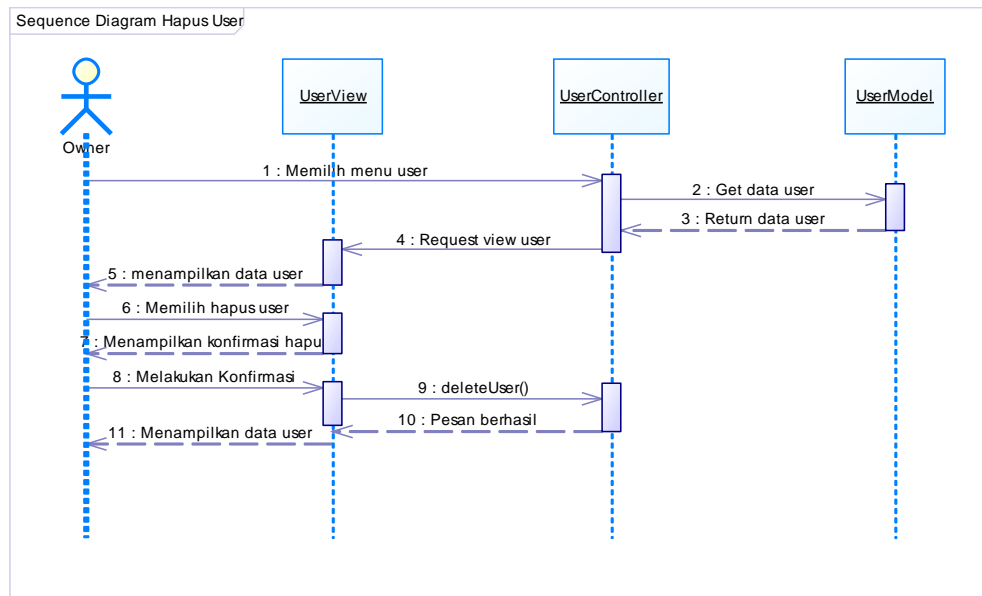 Sequence Diagram Hapus User
Owner
UserView
UserController
UserModel
1 : Memilih menu user
2 : Get data user
3 : Return data user
4 : Request view user
5 : menampilkan data user
6 : Memilih hapus user
7 : Menampilkan konfirmasi hapu
8 : Melakukan Konfirmasi
9 : deleteUser()
10 : Pesan berhasil
11 : Menampilkan data user